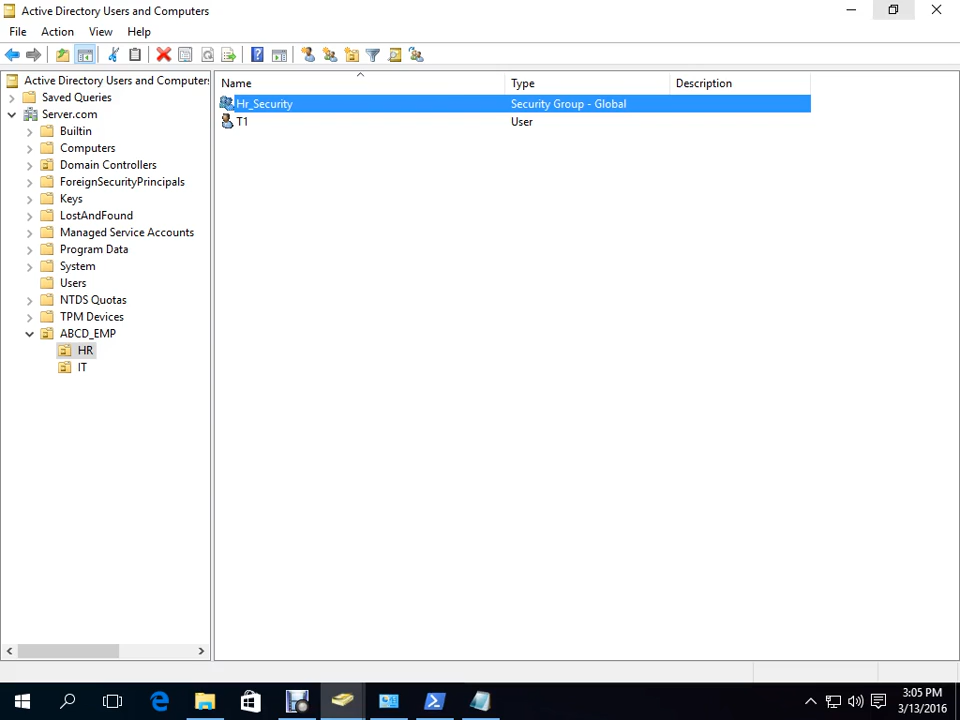 Active Directory Users and Computers
File Action View Help
Active Directory Users and Computers
Saved Queries
Server.com
Builtin
Computers
Domain Controllers
ForeignSecurityPrincipals
Keys
LostAndFound
Managed Service Accounts
Program Data
System
Users
NTDS Quotas
TPM Devices
ABCD_EMP
HR
IT
Name Type Description
Hr_Security Security Group - Global
T1 User
3:05 PM
3/13/2016